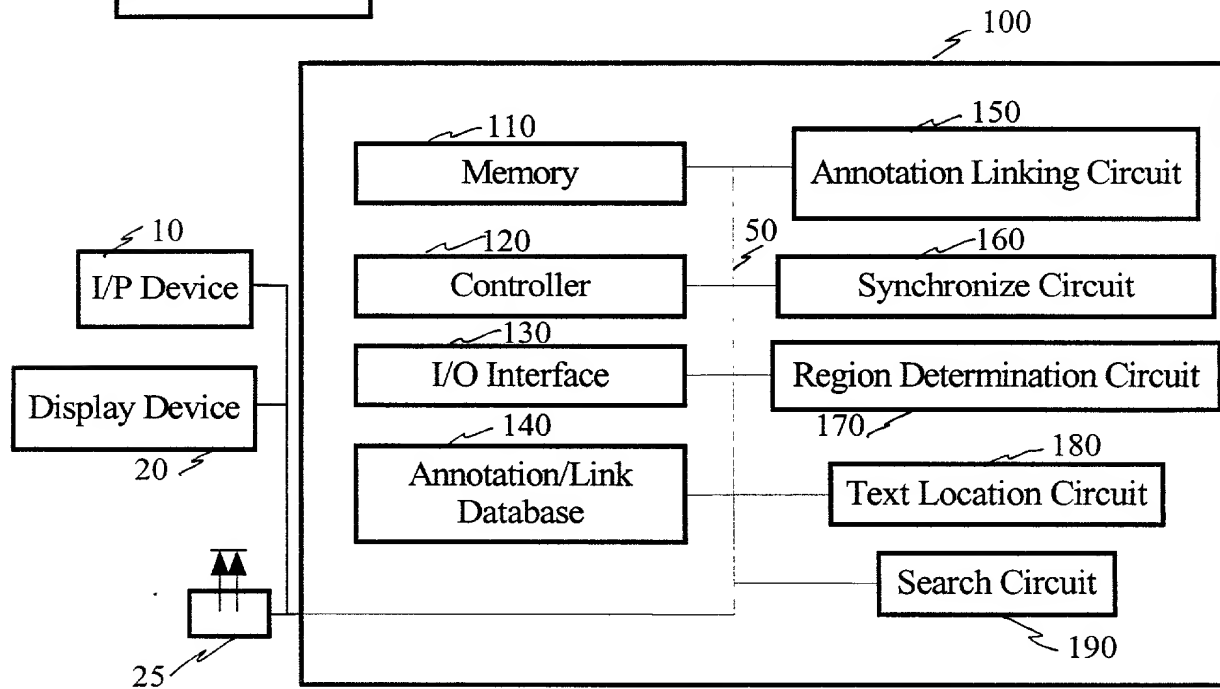 100
110
Memory
150
Annotation Linking Circuit
10
I/P Device
120
Controller
50
160
Synchronize Circuit
130
I/O Interface
Region Determination Circuit
170
Display Device
20
140
Annotation/Link
Database
180
Text Location Circuit
25
Search Circuit
190